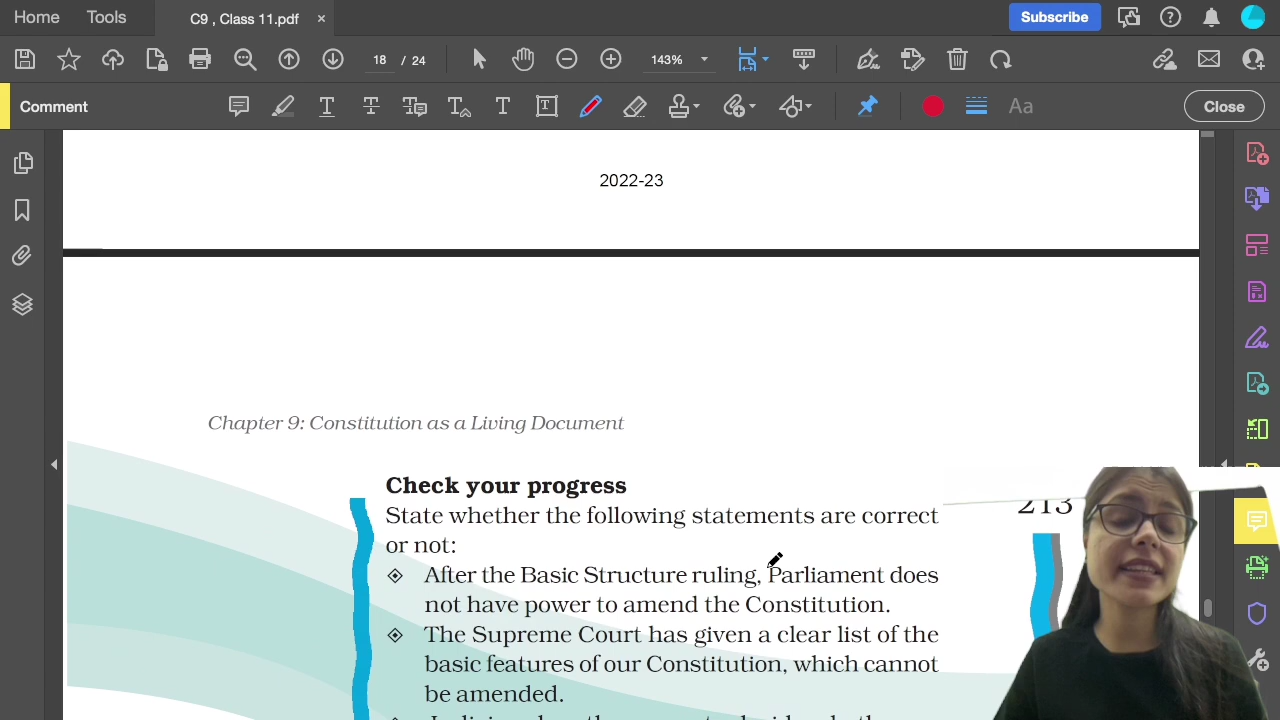 Home
Tools
C9 , Class 11.pdf
×
Subscribe
18 / 24
143%
Comment
Aa
Close
2022-23
Chapter 9: Constitution as a Living Document
213
Check your progress
State whether the following statements are correct
or not:
After the Basic Structure ruling, Parliament does
not have power to amend the Constitution.
The Supreme Court has given a clear list of the
basic features of our Constitution, which cannot
be amended.